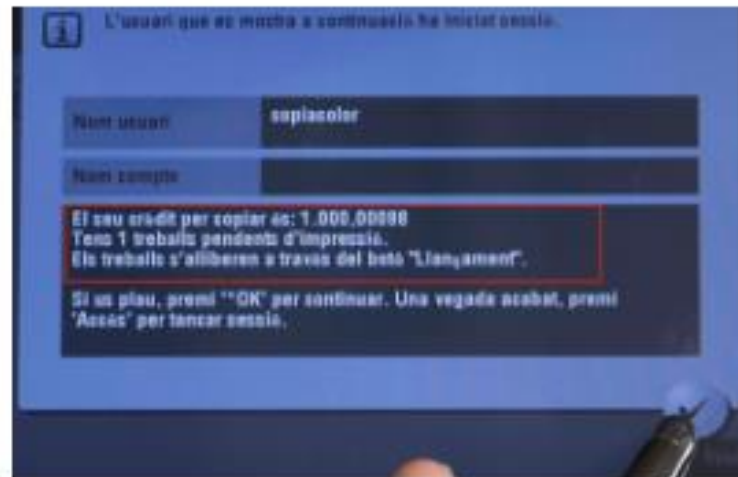 L'usuari que es mostra a continuació ha iniciat sessió.
Nom usuari
copiacolor
Nom compte
El seu crèdit per copiar és: 1.000,00098
Tens 1 treballs pendents d'impressió.
Els treballs s'alliberen a través del botó "Llançament".
Si us plau, premi ""OK" per continuar. Una vegada acabat, premi
"Accés" per tancar sessió.